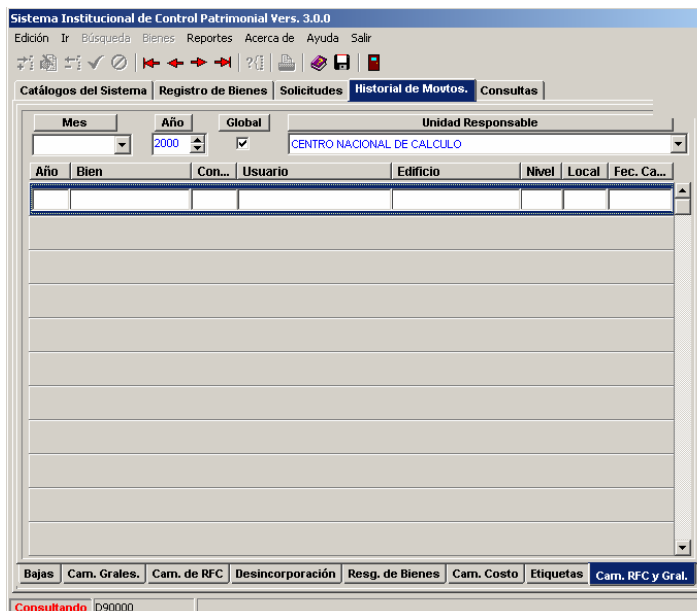 Sistema Institucional de Control Patrimonial Vers. 3.0.0
Edición Ir Búsqueda Bienes Reportes Acerca de Ayuda Salir
Catálogos del Sistema Registro de Bienes Solicitudes Historial de Movtos. Consultas
Mes Año Global Unidad Responsable
2000 CENTRO NACIONAL DE CALCULO
Año Bien Con... Usuario Edificio Nivel Local Fec. Ca...
Bajas Cam. Grales. Cam. de RFC Desincorporación Resg. de Bienes Cam. Costo Etiquetas Cam. RFC y Gral.
Consultando D90000